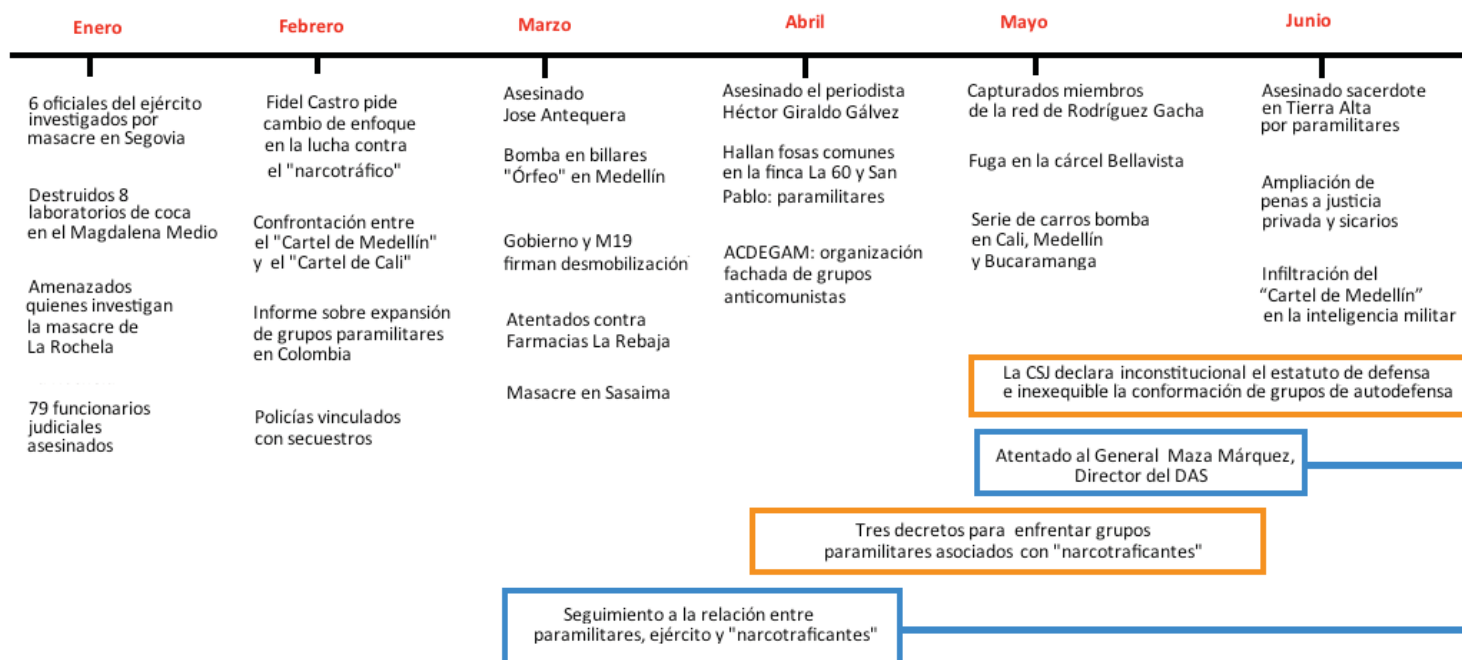 Enero
Febrero
Marzo
Abril
Mayo
Junio
6 oficiales del ejército
investigados por
masacre en Segovia
Destruidos 8
laboratorios de coca
en el Magdalena Medio
Amenazados
quienes investigan
la masacre de
La Rochela
79 funcionarios
judiciales
asesinados
Fidel Castro pide
cambio de enfoque
en la lucha contra
el "narcotráfico"
Confrontación entre
el "Cartel de Medellín"
y el "Cartel de Cali"
Informe sobre expansión
de grupos paramilitares
en Colombia
Policías vinculados
con secuestros
Asesinado
Jose Antequera
Bomba en billares
"Órfeo" en Medellín
Gobierno y M19
firman desmobilización
Atentados contra
Farmacias La Rebaja
Masacre en Sasaima
Asesinado el periodista
Héctor Giraldo Gálvez
Hallan fosas comunes
en la finca La 60 y San
Pablo: paramilitares
ACDEGAM: organización
fachada de grupos
anticomunistas
Capturados miembros
de la red de Rodríguez Gacha
Fuga en la cárcel Bellavista
Serie de carros bomba
en Cali, Medellín
y Bucaramanga
Asesinado sacerdote
en Tierra Alta
por paramilitares
Ampliación de
penas a justicia
privada y sicarios
Infiltración del
“Cartel de Medellín”
en la inteligencia militar
La CSJ declara inconstitucional el estatuto de defensa
e inexequible la conformación de grupos de autodefensa
Atentado al General Maza Márquez,
Director del DAS
Tres decretos para enfrentar grupos
paramilitares asociados con "narcotraficantes"
Seguimiento a la relación entre
paramilitares, ejército y "narcotraficantes"